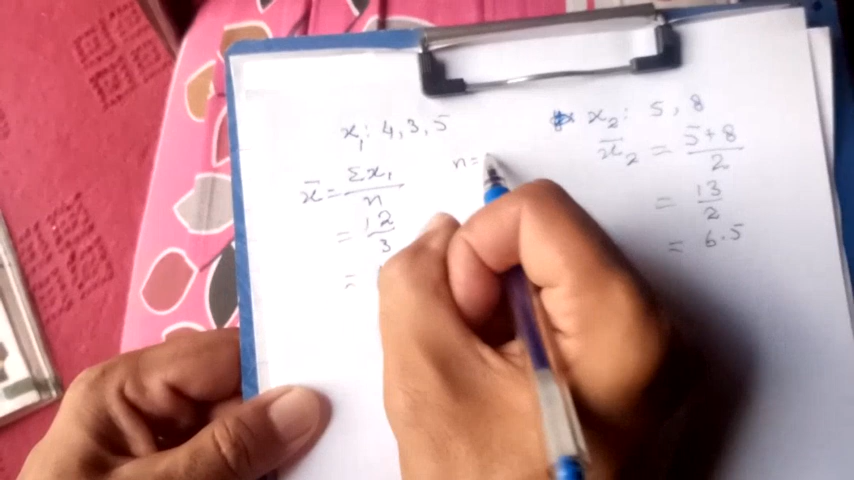 x₁: 4, 3, 5
x̄ = Σx₁ / n
= 12 / 3
=
n =
x₂: 5, 8
x̄₂ = 5+8 / 2
= 13 / 2
= 6.5